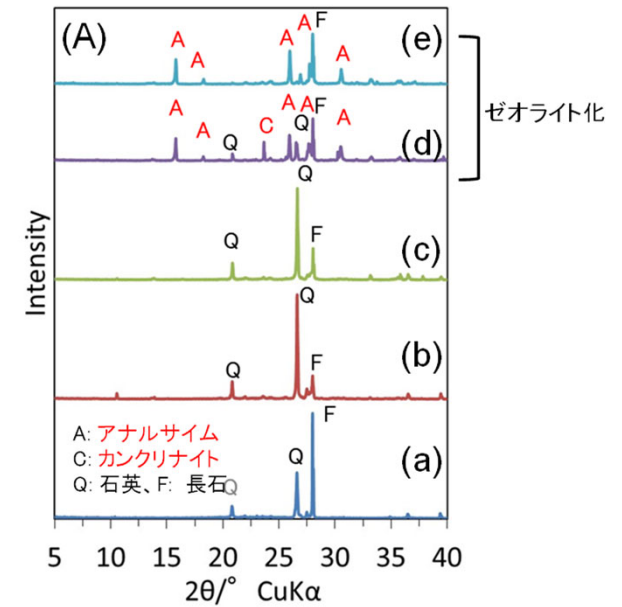 (A)
A
A
A
A
F
A
(e)
ゼオライト化
A
A
Q
C
A
Q
A
F
A
(d)
Q
Q
F
(c)
Q
Q
F
(b)
A: アナルサイム
C: カンクリナイト
Q: 石英、F: 長石
Q
Q
F
(a)
Intensity
5 10 15 20 25 30 35 40
2θ/° CuKα